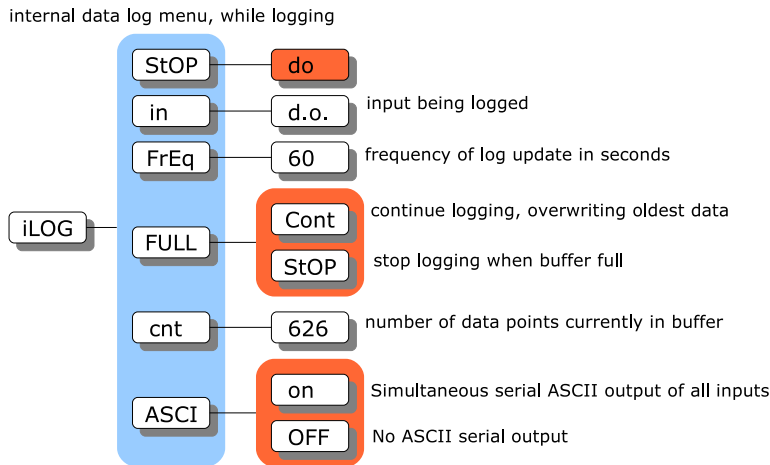 internal data log menu, while logging
StOP do
in d.o. input being logged
FrEq 60 frequency of log update in seconds
Cont continue logging, overwriting oldest data
iLOG FULL
StOP stop logging when buffer full
cnt 626 number of data points currently in buffer
on Simultaneous serial ASCII output of all inputs
ASCI
OFF No ASCII serial output